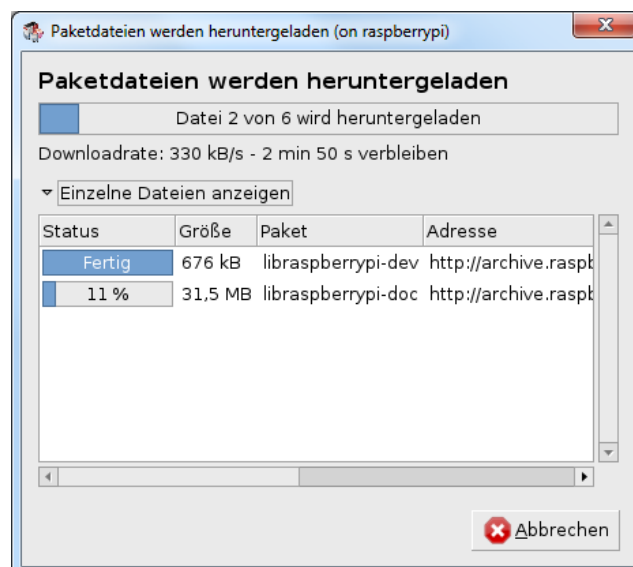 Paketdateien werden heruntergeladen (on raspberrypi)
Paketdateien werden heruntergeladen
Datei 2 von 6 wird heruntergeladen
Downloadrate: 330 kB/s - 2 min 50 s verbleiben
Einzelne Dateien anzeigen
Status Größe Paket Adresse
Fertig 676 kB libraspberrypi-dev http://archive.raspb
11 % 31,5 MB libraspberrypi-doc http://archive.raspb
Abbrechen